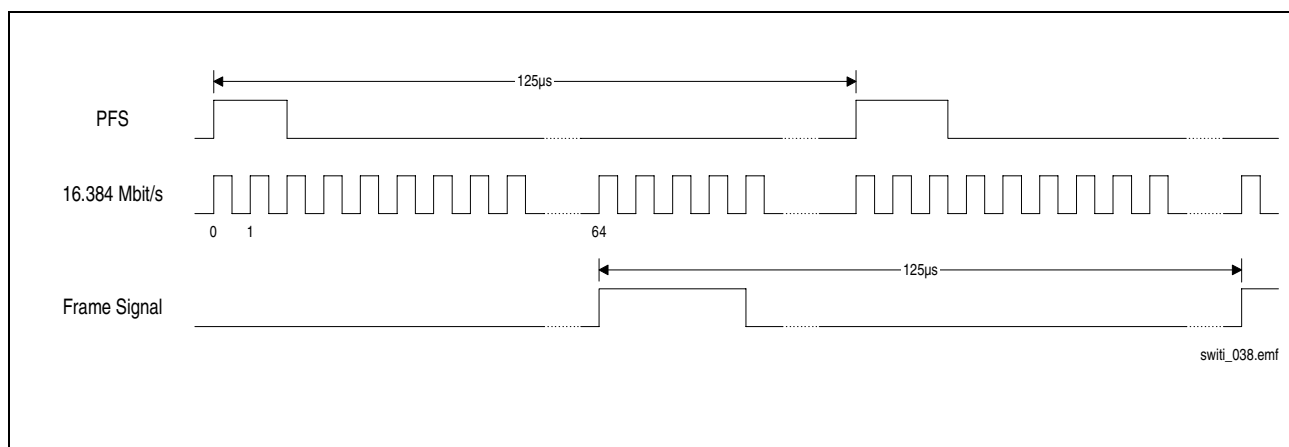 125µs
PFS
16.384 Mbit/s
0 1 64
125µs
Frame Signal
switi_038.emf